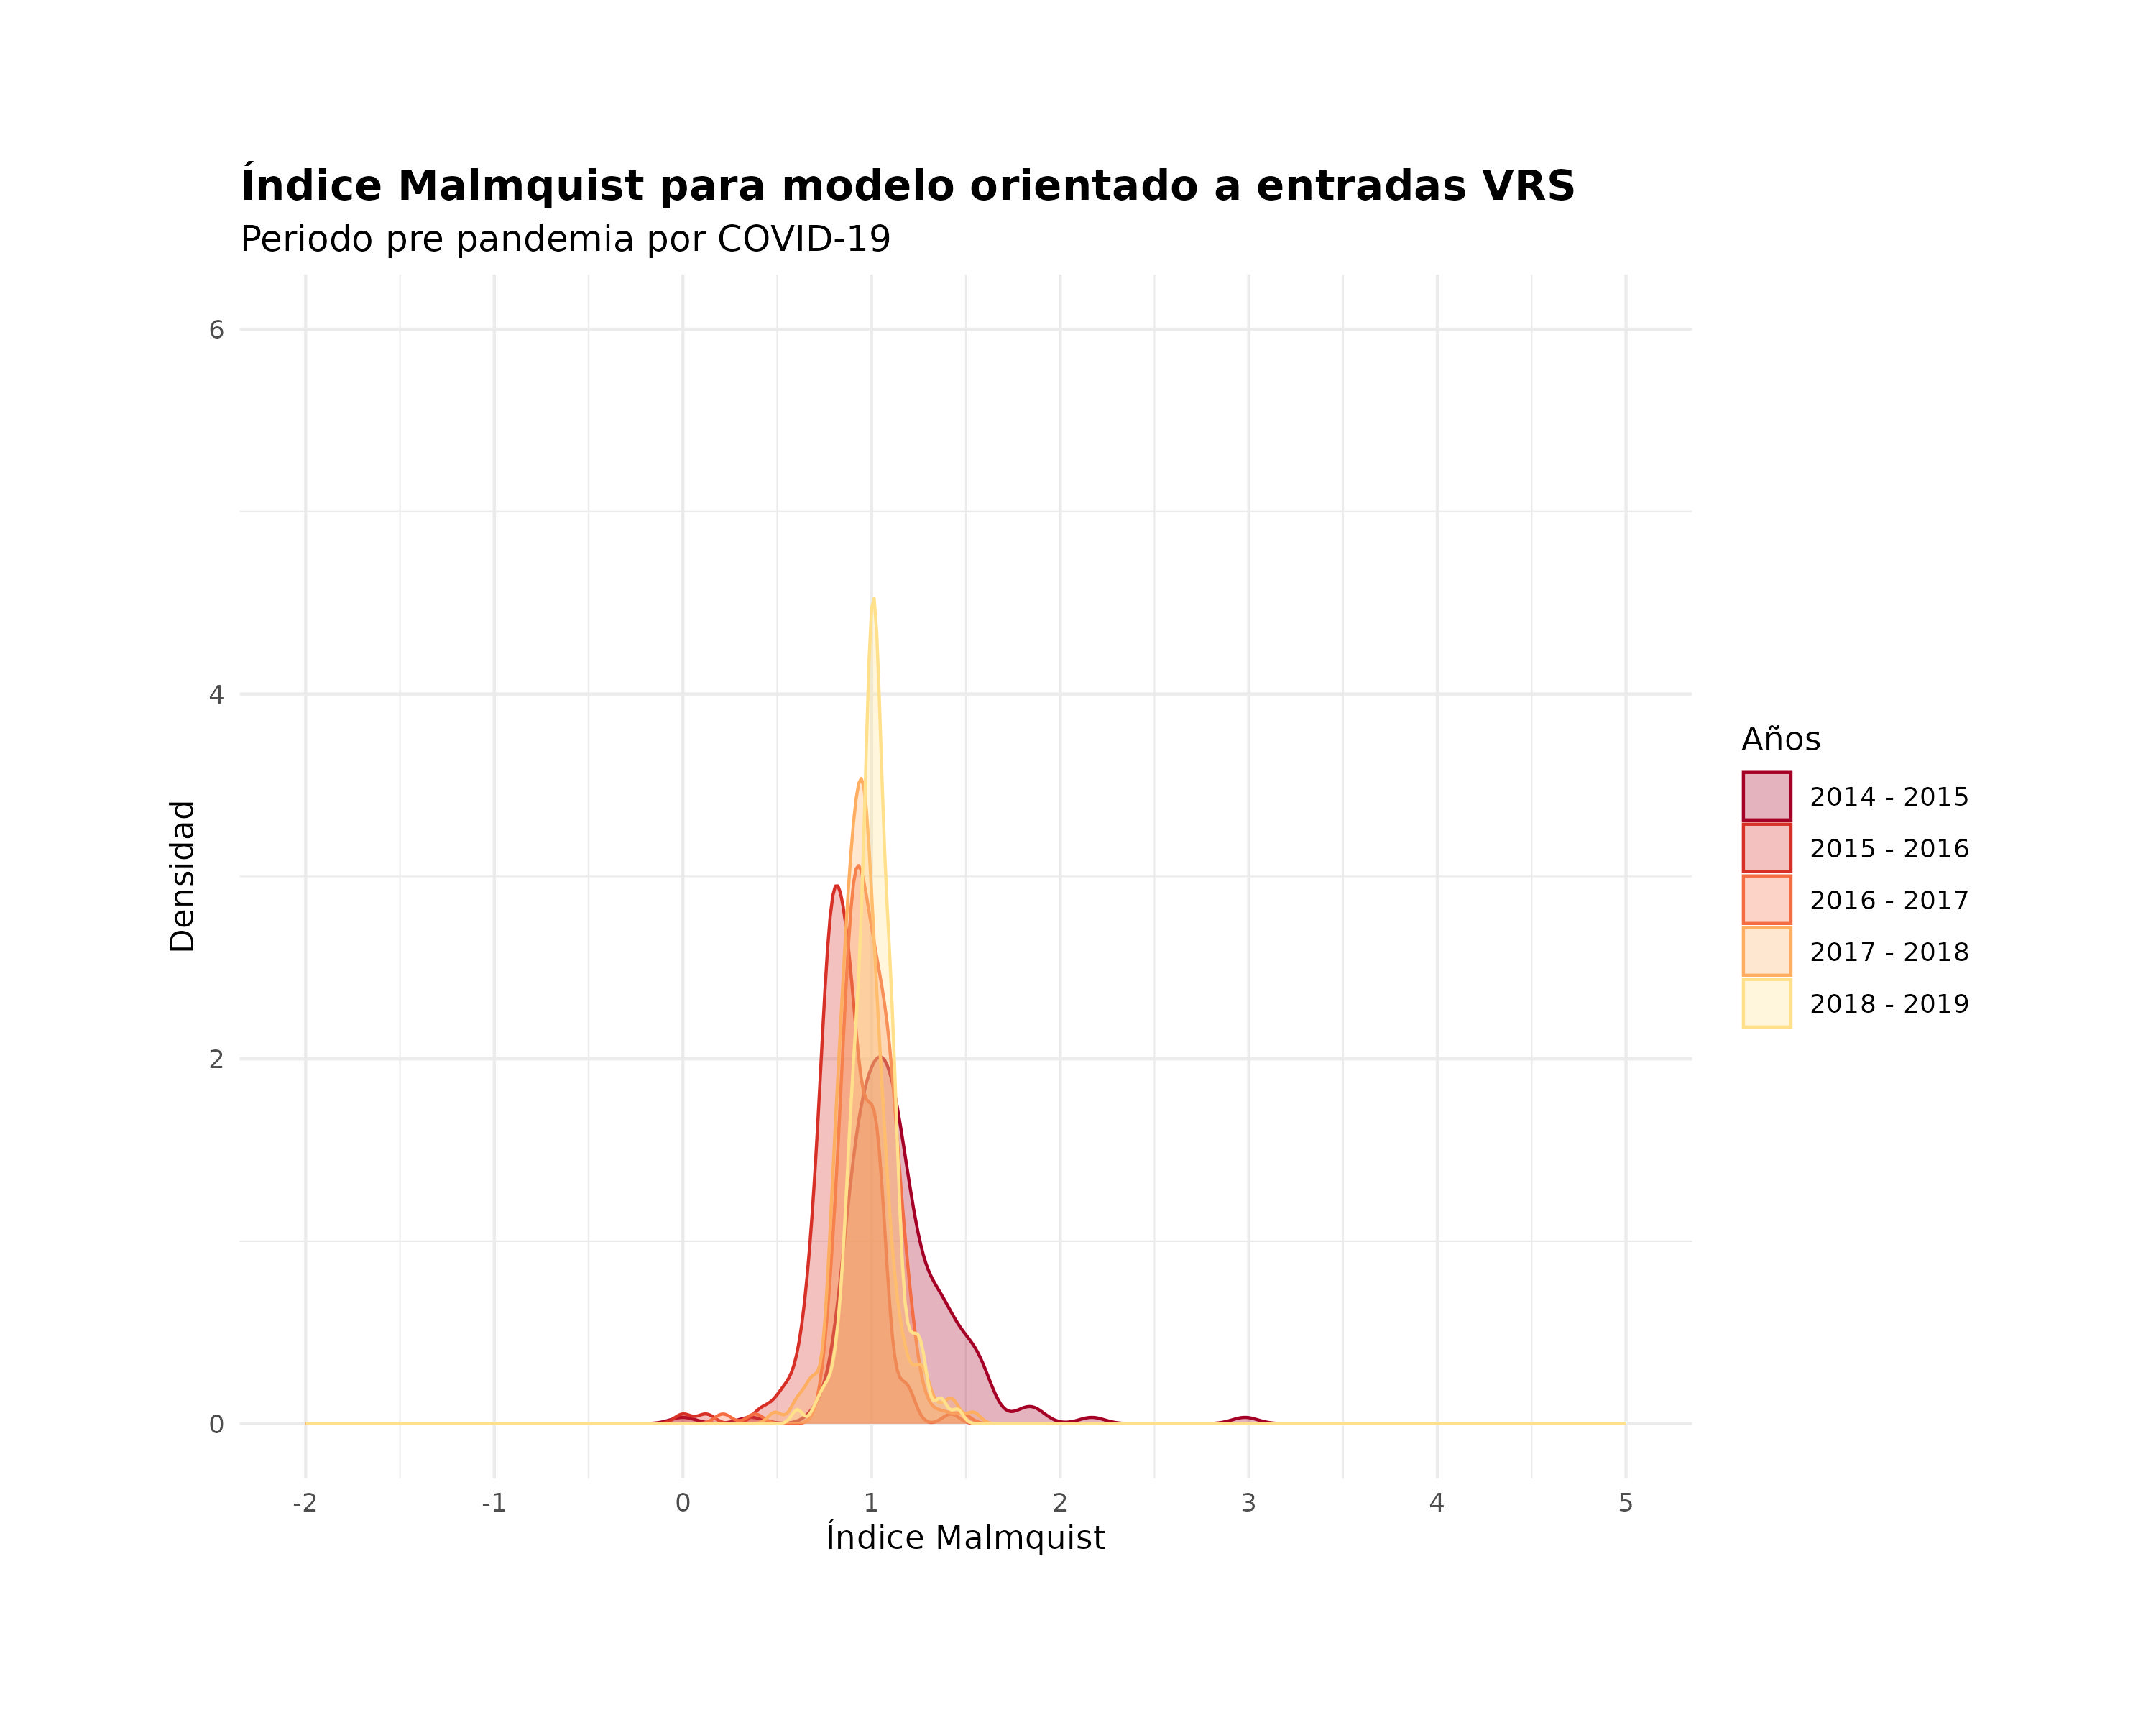 Índice Malmquist para modelo orientado a entradas VRS
Periodo pre pandemia por COVID-19
6
4
2
0
Densidad
-2
-1
0
1
2
3
4
5
Índice Malmquist
Años
2014 - 2015
2015 - 2016
2016 - 2017
2017 - 2018
2018 - 2019